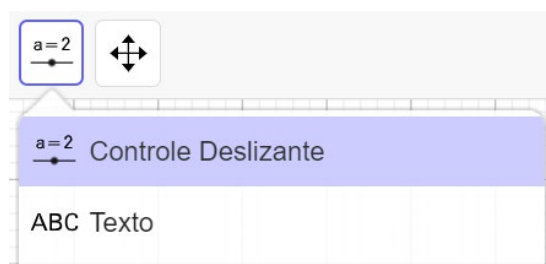 a=2
a=2 Controle Deslizante
ABC Texto